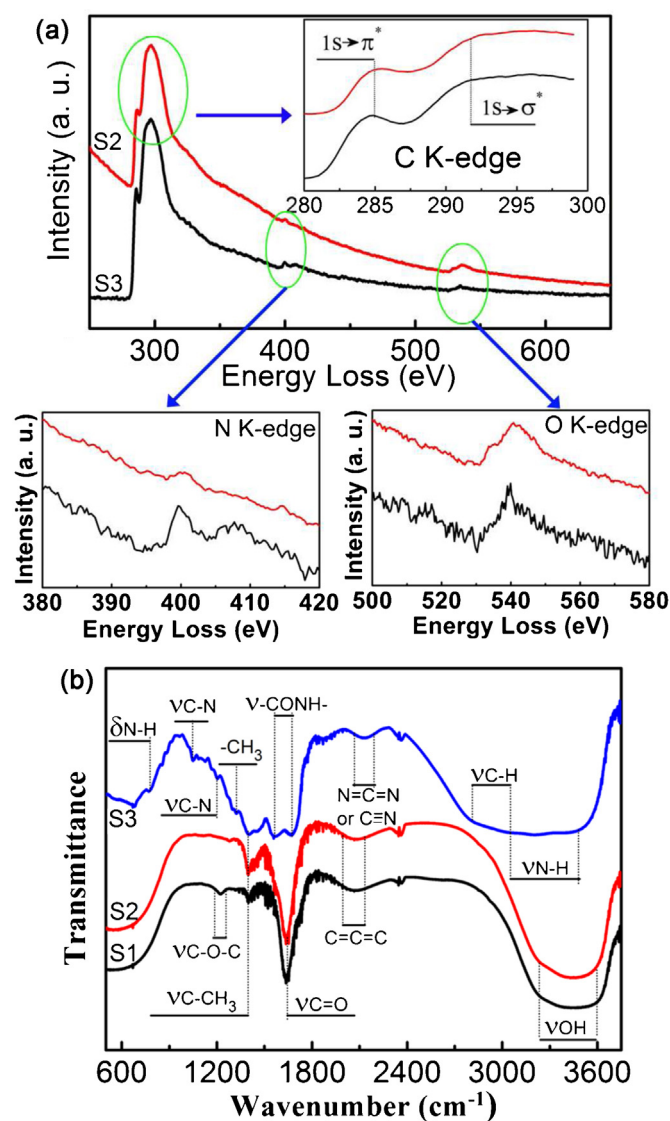 (a)
1s→π*
1s→σ*
C K-edge
280 285 290 295 300
Intensity (a. u.)
S2
S3
300 400 500 600
Energy Loss (eV)
N K-edge
Intensity (a. u.)
380 390 400 410 420
Energy Loss (eV)
O K-edge
Intensity (a. u.)
500 520 540 560 580
Energy Loss (eV)
(b)
νC-N
ν-CONH-
δN-H
-CH₃
νC-H
N=C=N
or C≡N
νC-N
S3
νN-H
S2
S1
νC-O-C
C=C=C
νC-CH₃
νC=O
νOH
Transmittance
600 1200 1800 2400 3000 3600
Wavenumber (cm⁻¹)